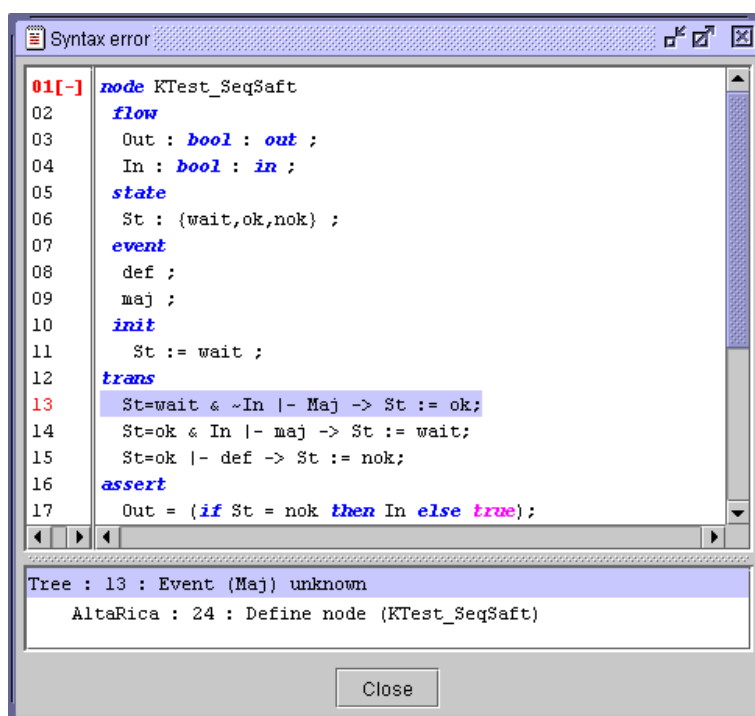 Syntax error
01[-] node KTest_SeqSaft
02 flow
03 Out : bool : out ;
04 In : bool : in ;
05 state
06 St : {wait,ok,nok} ;
07 event
08 def ;
09 maj ;
10 init
11 St := wait ;
12 trans
13 St=wait & ~In |- Maj -> St := ok;
14 St=ok & In |- maj -> St := wait;
15 St=ok |- def -> St := nok;
16 assert
17 Out = (if St = nok then In else true);
Tree : 13 : Event (Maj) unknown
AltaRica : 24 : Define node (KTest_SeqSaft)
Close